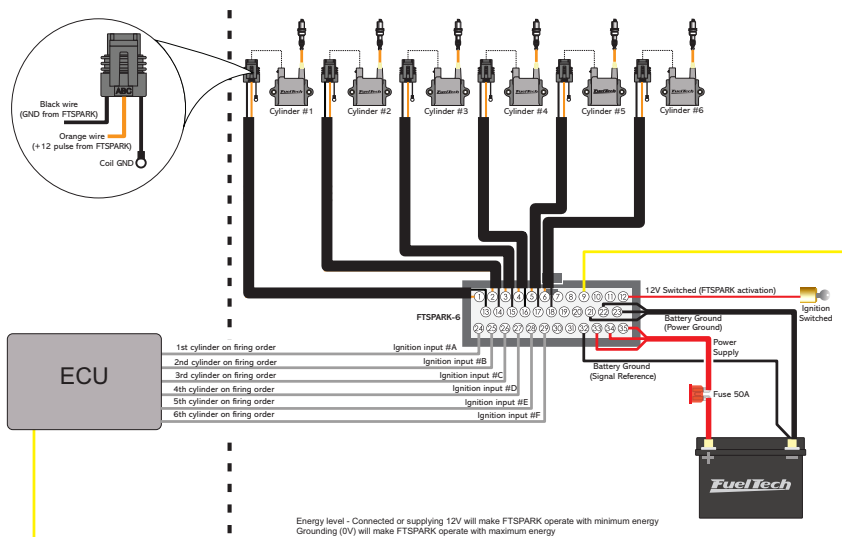 ABC
Black wire
(GND from FTSPARK)
Orange wire
(+12 pulse from FTSPARK)
Coil GND
FuelTech
FuelTech
FuelTech
FuelTech
FuelTech
FuelTech
Cylinder #1
Cylinder #2
Cylinder #3
Cylinder #4
Cylinder #5
Cylinder #6
12V Switched (FTSPARK activation)
Ignition
Switched
FTSPARK-6
1 2 3 4 5 6 7 8 9 10 11 12
13 14 15 16 17 18 19 20 21 22 23
24 25 26 27 28 29 30 31 32 33 34 35
Battery Ground
(Power Ground)
Power
Supply
Battery Ground
(Signal Reference)
Fuse 50A
ECU
1st cylinder on firing order
Ignition input #A
2nd cylinder on firing order
Ignition input #B
3rd cylinder on firing order
Ignition input #C
4th cylinder on firing order
Ignition input #D
5th cylinder on firing order
Ignition input #E
6th cylinder on firing order
Ignition input #F
+ −
FuelTech
Energy level - Connected or supplying 12V will make FTSPARK operate with minimum energy
Grounding (0V) will make FTSPARK operate with maximum energy